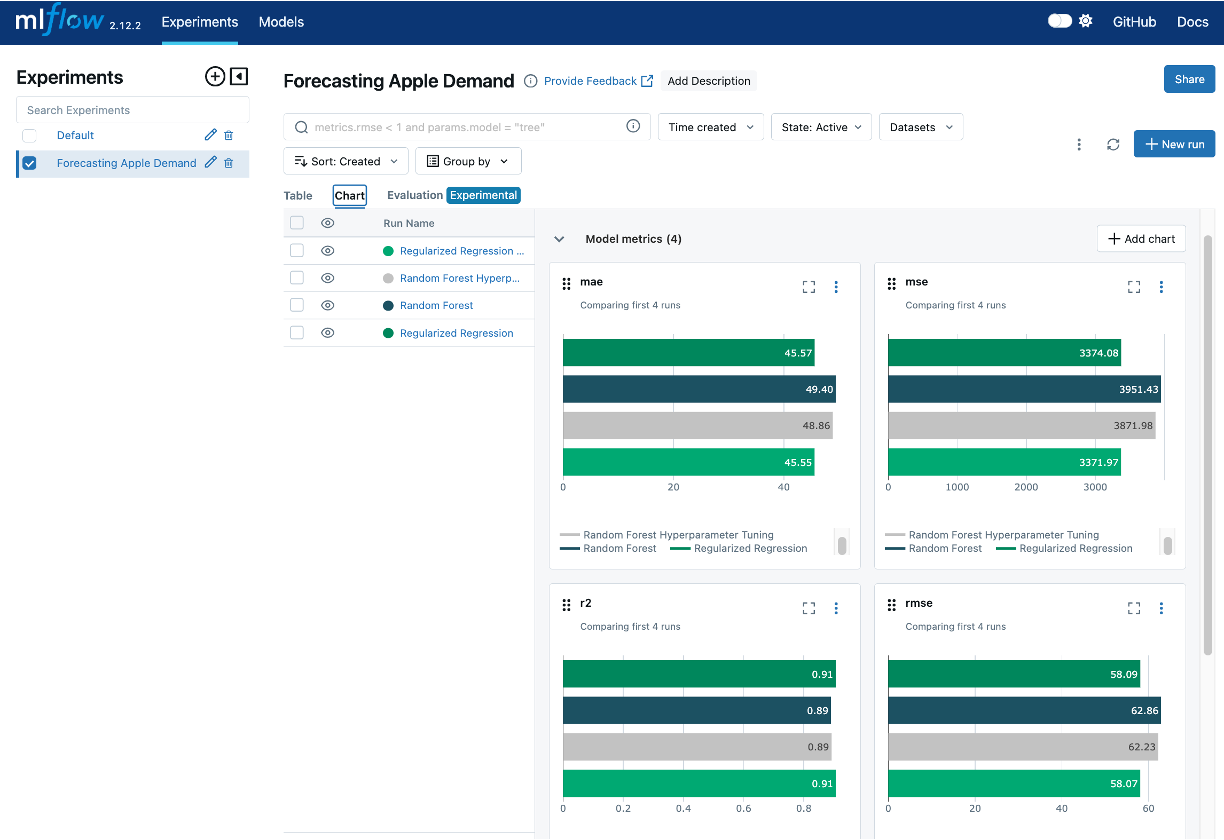 mlflow 2.12.2 Experiments Models GitHub Docs
Experiments
Search Experiments
Default
Forecasting Apple Demand
Forecasting Apple Demand Provide Feedback Add Description Share
metrics.rmse < 1 and params.model = "tree" Time created State: Active Datasets
New run
Sort: Created Group by
Table Chart Evaluation Experimental
Run Name
Regularized Regression ...
Random Forest Hyperp...
Random Forest
Regularized Regression
Model metrics (4) Add chart
mae
Comparing first 4 runs
45.57
49.40
48.86
45.55
0 20 40
Random Forest Hyperparameter Tuning
Random Forest Regularized Regression
mse
Comparing first 4 runs
3374.08
3951.43
3871.98
3371.97
0 1000 2000 3000
Random Forest Hyperparameter Tuning
Random Forest Regularized Regression
r2
Comparing first 4 runs
0.91
0.89
0.89
0.91
0 0.2 0.4 0.6 0.8
rmse
Comparing first 4 runs
58.09
62.86
62.23
58.07
0 20 40 60